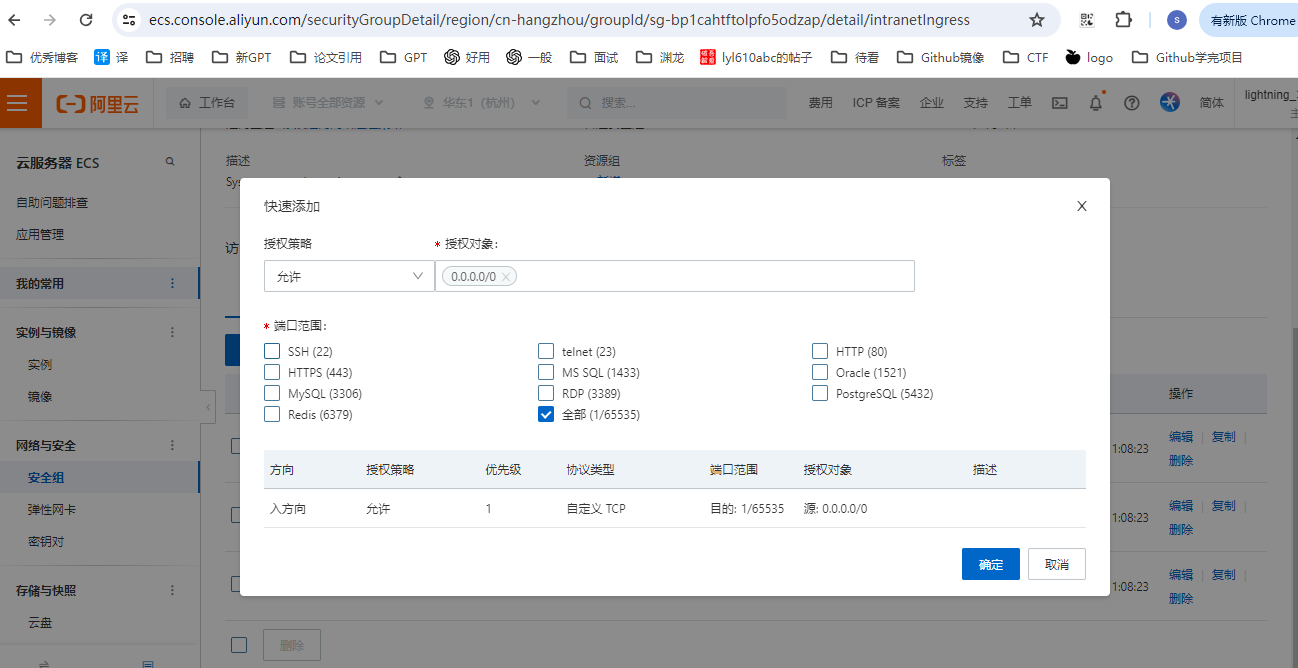 ecs.console.aliyun.com/securityGroupDetail/region/cn-hangzhou/groupId/sg-bp1cahtftolpfo5odzap/detail/intranetIngress S 有新版 Chrome
优秀博客 译 译 招聘 新GPT 论文引用 GPT 好用 一般 面试 渊龙 lyl610abc的帖子 待看 Github镜像 CTF logo Github学完项目
阿里云 工作台 账号全部资源 华东1（杭州） 搜索... 费用 ICP 备案 企业 支持 工单 简体 lightning_
云服务器 ECS
自助问题排查
应用管理
我的常用
实例与镜像
实例
镜像
网络与安全
安全组
弹性网卡
密钥对
存储与快照
云盘
描述 资源组 标签
Sys
访
快速添加
授权策略 * 授权对象:
允许 0.0.0.0/0
* 端口范围:
SSH (22) telnet (23) HTTP (80)
HTTPS (443) MS SQL (1433) Oracle (1521)
MySQL (3306) RDP (3389) PostgreSQL (5432)
Redis (6379) 全部 (1/65535)
方向 授权策略 优先级 协议类型 端口范围 授权对象 描述
入方向 允许 1 自定义 TCP 目的: 1/65535 源: 0.0.0.0/0
确定 取消
操作
1:08:23 编辑 复制
删除
1:08:23 编辑 复制
删除
1:08:23 编辑 复制
删除
删除